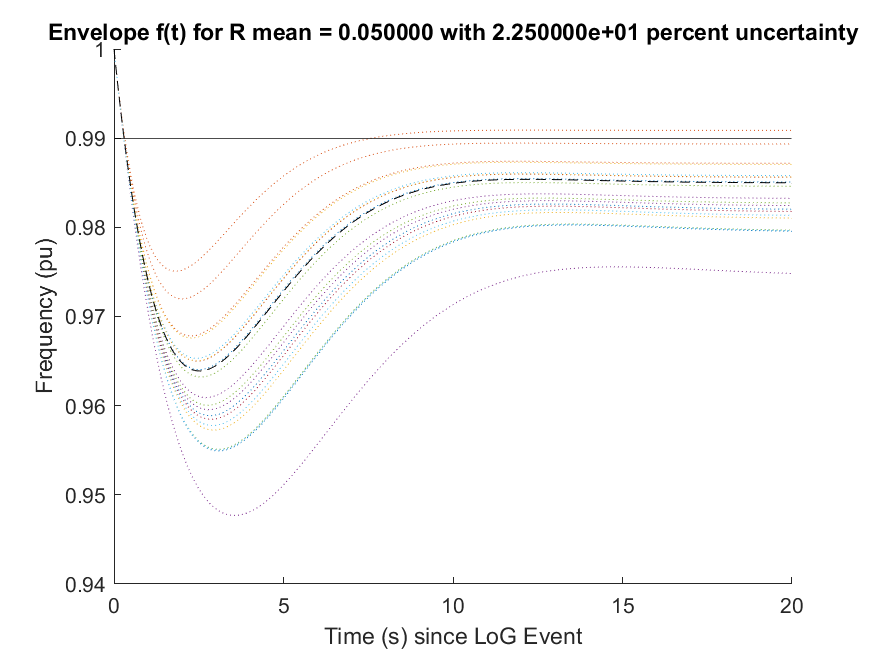 Envelope f(t) for R mean = 0.050000 with 2.250000e+01 percent uncertainty
1
0.99
0.98
0.97
0.96
0.95
0.94
Frequency (pu)
0 5 10 15 20
Time (s) since LoG Event